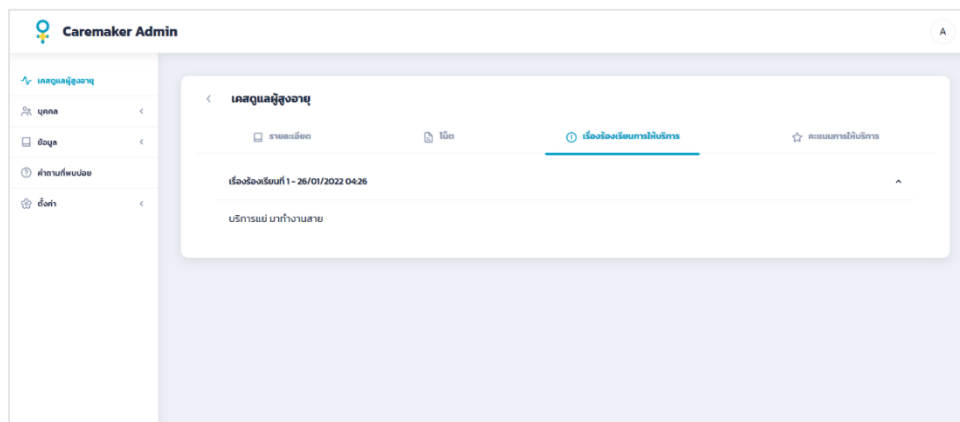 Caremaker Admin
A
เคสดูแลผู้สูงอายุ
บุคคล
ข้อมูล
คำถามที่พบบ่อย
ตั้งค่า
เคสดูแลผู้สูงอายุ
รายละเอียด
โน้ต
เรื่องร้องเรียนการให้บริการ
คะแนนการให้บริการ
เรื่องร้องเรียนที่ 1 - 26/01/2022 04:26
บริการแย่ มาทำงานสาย